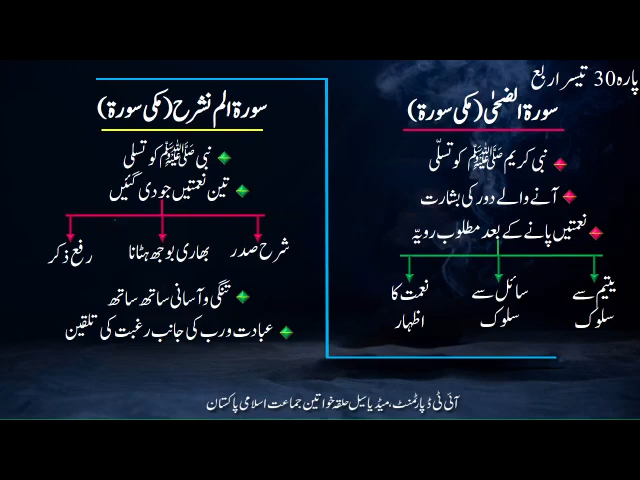 پارہ 30 تیسرا ربع
سورۃ الضحٰی (مکی سورۃ)
نبی کریم ﷺ کو تسلّی
آنے والے دور کی بشارت
نعمتیں پانے کے بعد مطلوب رویّہ
یتیم سے سلوک
سائل سے سلوک
نعمت کا اظہار
سورۃ الم نشرح (مکی سورۃ)
نبی ﷺ کو تسلی
تین نعمتیں جو دی گئیں
شرح صدر
بھاری بوجھ ہٹانا
رفع ذکر
تنگی و آسانی ساتھ ساتھ
عبادت و رب کی جانب رغبت کی تلقین
آئی ٹی ڈپارٹمنٹ، میڈیا سیل حلقہ خواتین جماعت اسلامی پاکستان